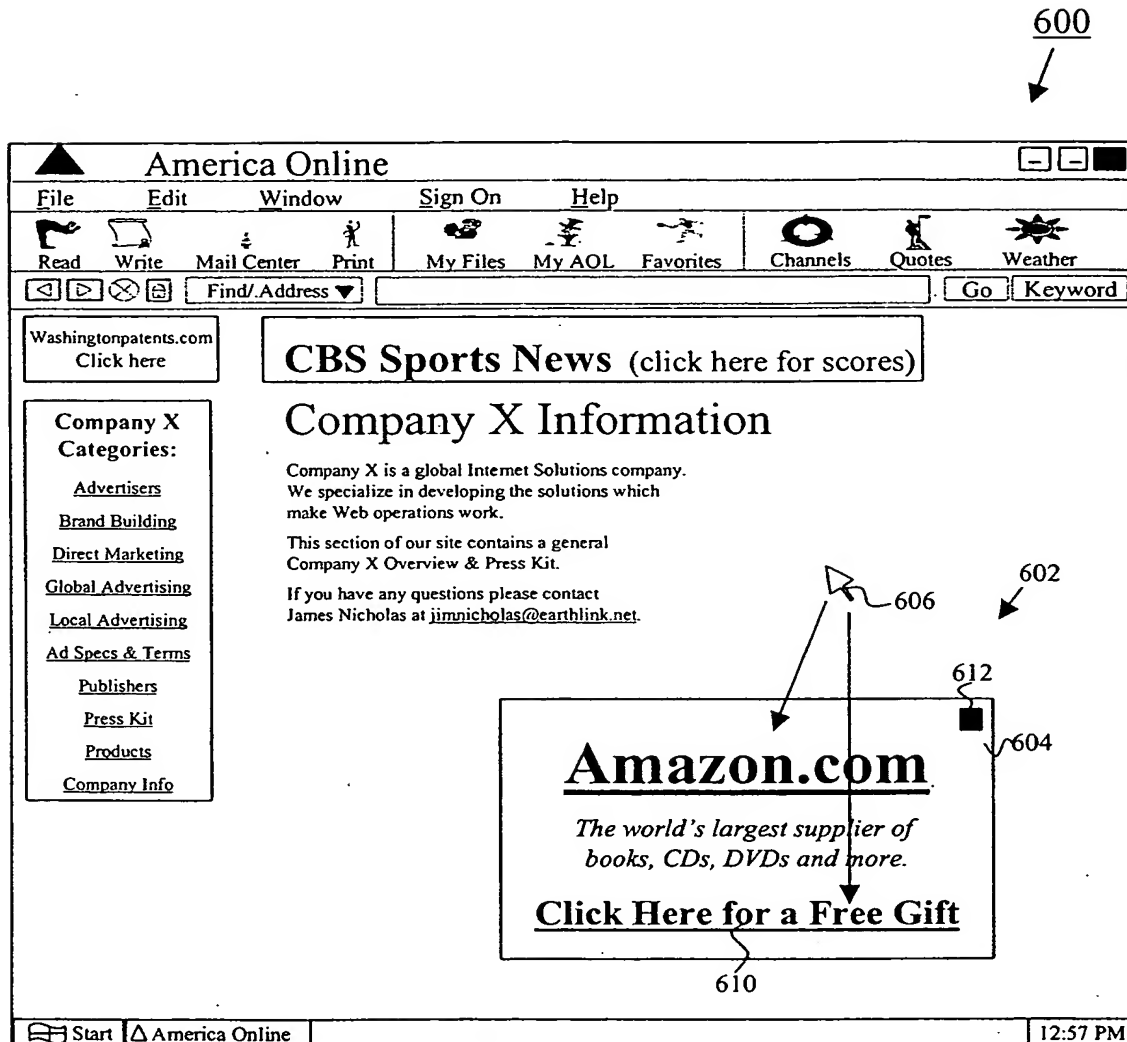 600
America Online
File Edit Window Sign On Help
Read Write Mail Center Print My Files My AOL Favorites Channels Quotes Weather
Find/.Address Go Keyword
Washingtonpatents.com
Click here
CBS Sports News (click here for scores)
Company X
Categories:
Advertisers
Brand Building
Direct Marketing
Global Advertising
Local Advertising
Ad Specs & Terms
Publishers
Press Kit
Products
Company Info
Company X Information
Company X is a global Internet Solutions company.
We specialize in developing the solutions which
make Web operations work.
This section of our site contains a general
Company X Overview & Press Kit.
If you have any questions please contact
James Nicholas at jimnicholas@earthlink.net.
606
602
612
604
Amazon.com
The world's largest supplier of
books, CDs, DVDs and more.
Click Here for a Free Gift
610
Start America Online 12:57 PM